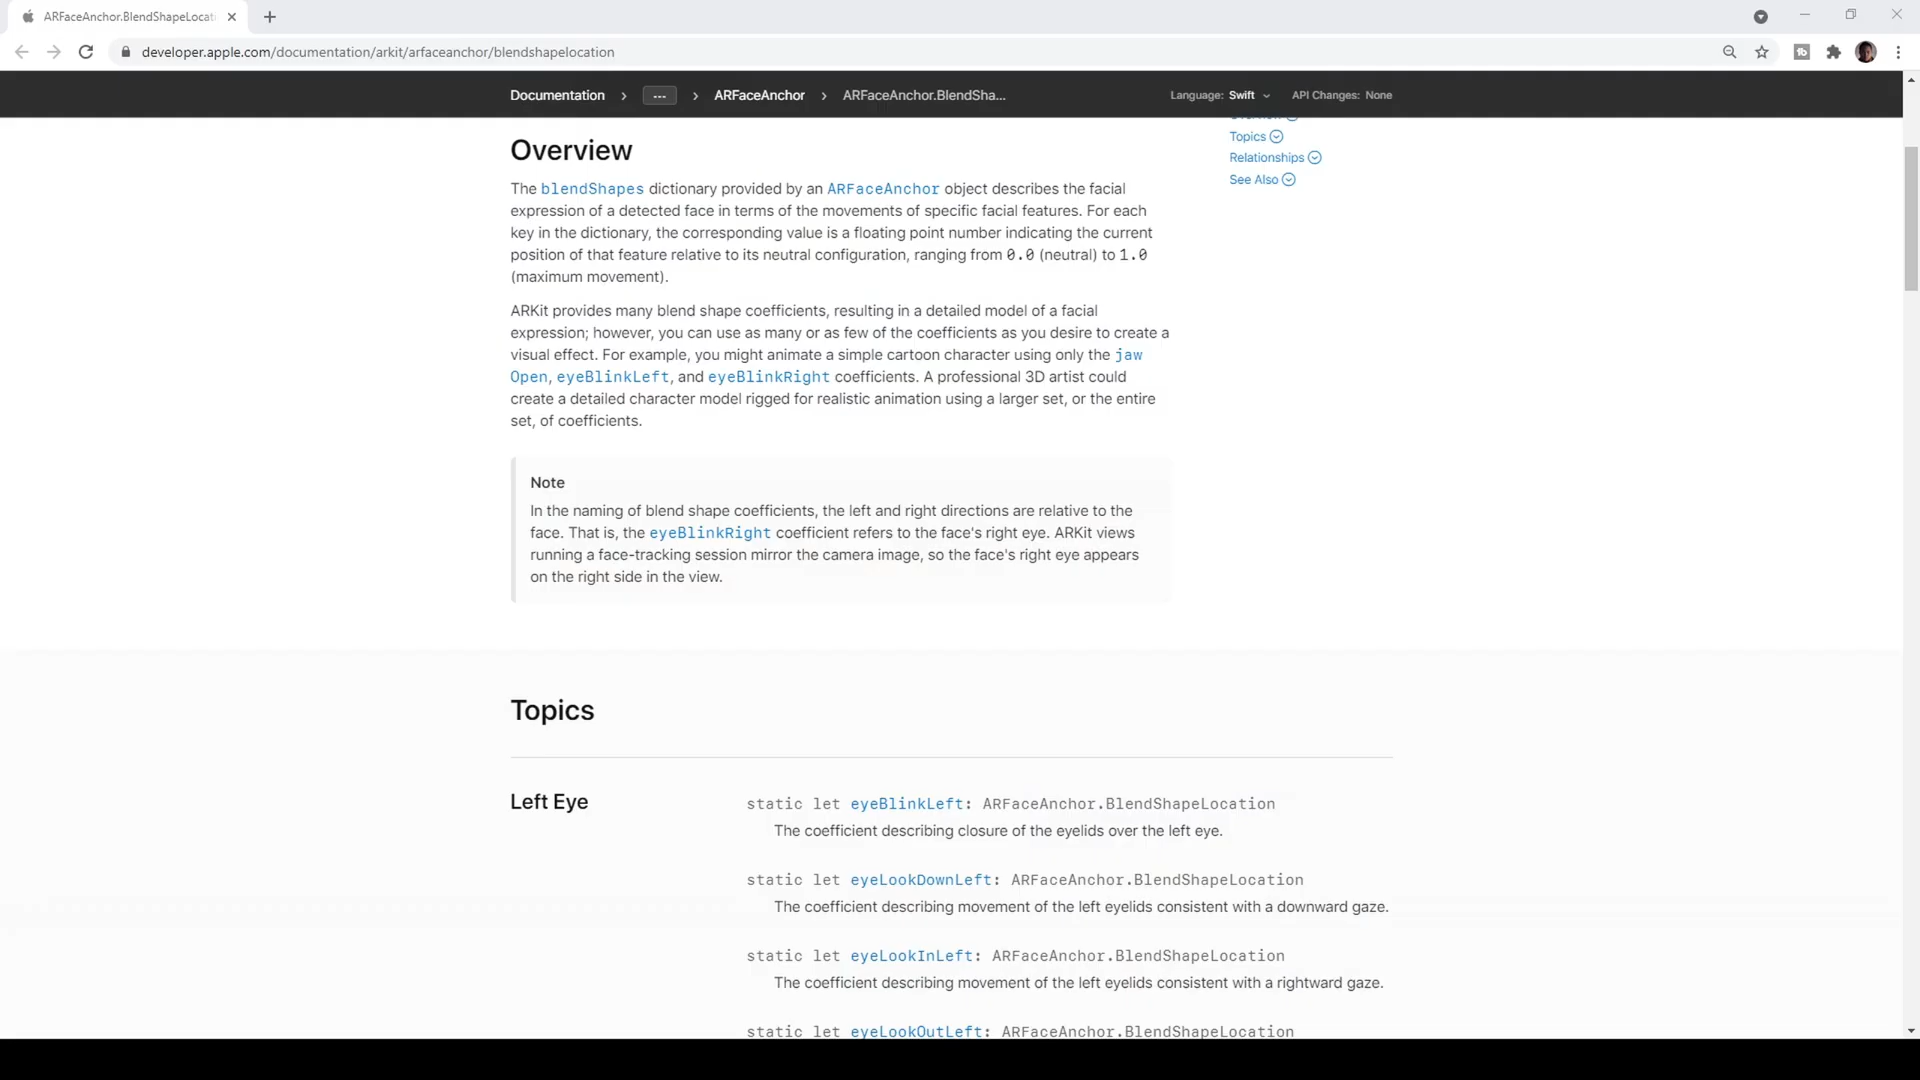 ARFaceAnchor.BlendShapeLocati
developer.apple.com/documentation/arkit/arfaceanchor/blendshapelocation
Documentation > ... > ARFaceAnchor > ARFaceAnchor.BlendSha...
Language: Swift API Changes: None
Topics
Relationships
See Also
Overview
The blendShapes dictionary provided by an ARFaceAnchor object describes the facial
expression of a detected face in terms of the movements of specific facial features. For each
key in the dictionary, the corresponding value is a floating point number indicating the current
position of that feature relative to its neutral configuration, ranging from 0.0 (neutral) to 1.0
(maximum movement).
ARKit provides many blend shape coefficients, resulting in a detailed model of a facial
expression; however, you can use as many or as few of the coefficients as you desire to create a
visual effect. For example, you might animate a simple cartoon character using only the jaw
Open, eyeBlinkLeft, and eyeBlinkRight coefficients. A professional 3D artist could
create a detailed character model rigged for realistic animation using a larger set, or the entire
set, of coefficients.
Note
In the naming of blend shape coefficients, the left and right directions are relative to the
face. That is, the eyeBlinkRight coefficient refers to the face's right eye. ARKit views
running a face-tracking session mirror the camera image, so the face's right eye appears
on the right side in the view.
Topics
Left Eye
static let eyeBlinkLeft: ARFaceAnchor.BlendShapeLocation
The coefficient describing closure of the eyelids over the left eye.
static let eyeLookDownLeft: ARFaceAnchor.BlendShapeLocation
The coefficient describing movement of the left eyelids consistent with a downward gaze.
static let eyeLookInLeft: ARFaceAnchor.BlendShapeLocation
The coefficient describing movement of the left eyelids consistent with a rightward gaze.
static let eyeLookOutLeft: ARFaceAnchor.BlendShapeLocation